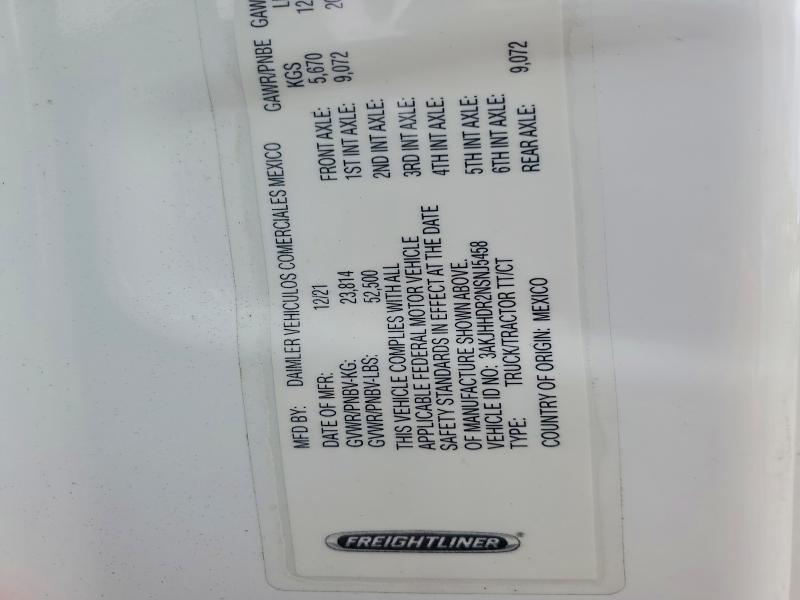 FREIGHTLINER
MFD BY: DAIMLER VEHICULOS COMERCIALES MEXICO
DATE OF MFR: 12/21
GVWR/PNBV-KG: 23,814
GVWR/PNBV-LBS: 52,500
THIS VEHICLE COMPLIES WITH ALL
APPLICABLE FEDERAL MOTOR VEHICLE
SAFETY STANDARDS IN EFFECT AT THE DATE
OF MANUFACTURE SHOWN ABOVE.
VEHICLE ID NO: 3AKJHHDR2NSNJ5458
TYPE: TRUCK/TRACTOR TT/CT
COUNTRY OF ORIGIN: MEXICO
GAWR/PNBE
KGS
FRONT AXLE: 5,670
1ST INT AXLE: 9,072
2ND INT AXLE:
3RD INT AXLE:
4TH INT AXLE:
5TH INT AXLE:
6TH INT AXLE:
REAR AXLE: 9,072